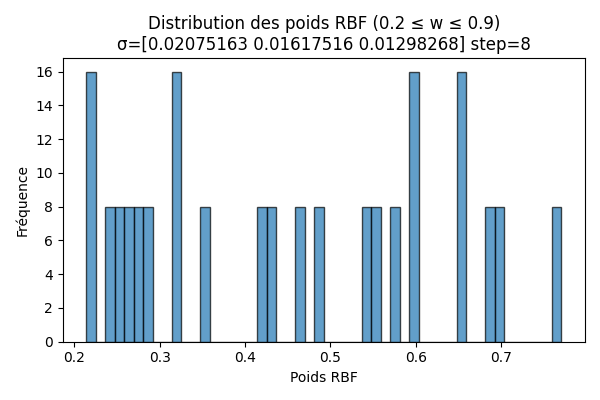 Distribution des poids RBF (0.2 ≤ w ≤ 0.9)
σ=[0.02075163 0.01617516 0.01298268] step=8
Fréquence
16
14
12
10
8
6
4
2
0
0.2 0.3 0.4 0.5 0.6 0.7
Poids RBF